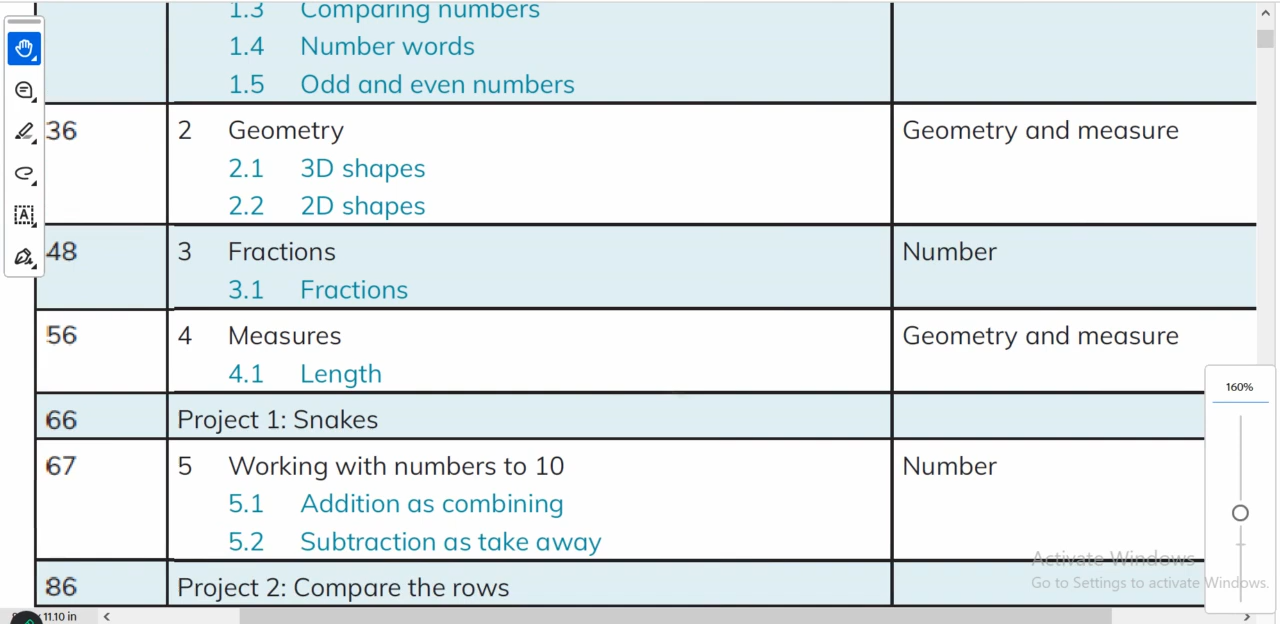 1.3 Comparing numbers
1.4 Number words
1.5 Odd and even numbers
36 2 Geometry Geometry and measure
2.1 3D shapes
2.2 2D shapes
48 3 Fractions Number
3.1 Fractions
56 4 Measures Geometry and measure
4.1 Length
160%
66 Project 1: Snakes
67 5 Working with numbers to 10 Number
5.1 Addition as combining
5.2 Subtraction as take away
Activate Windows
Go to Settings to activate Windows.
86 Project 2: Compare the rows
11.10 in